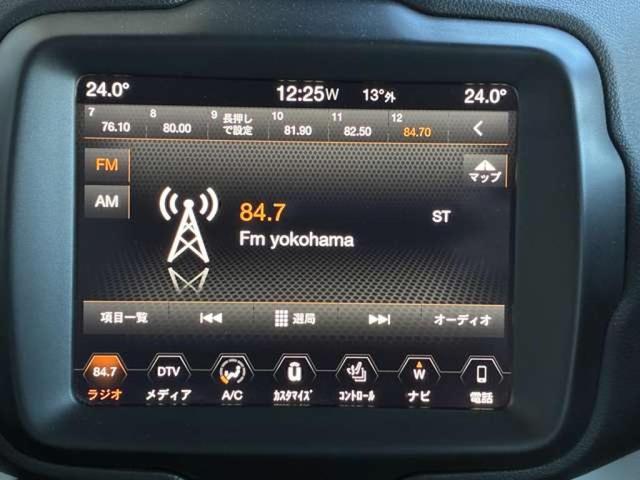 24.0° 12:25W 13°外 24.0°
7 76.10 8 80.00 9 長押しで設定 10 81.90 11 82.50 12 84.70
FM
マップ
AM
84.7 ST
Fm yokohama
項目一覧 選局 オーディオ
84.7 DTV W
ラジオ メディア A/C カスタマイズ コントロール ナビ 電話